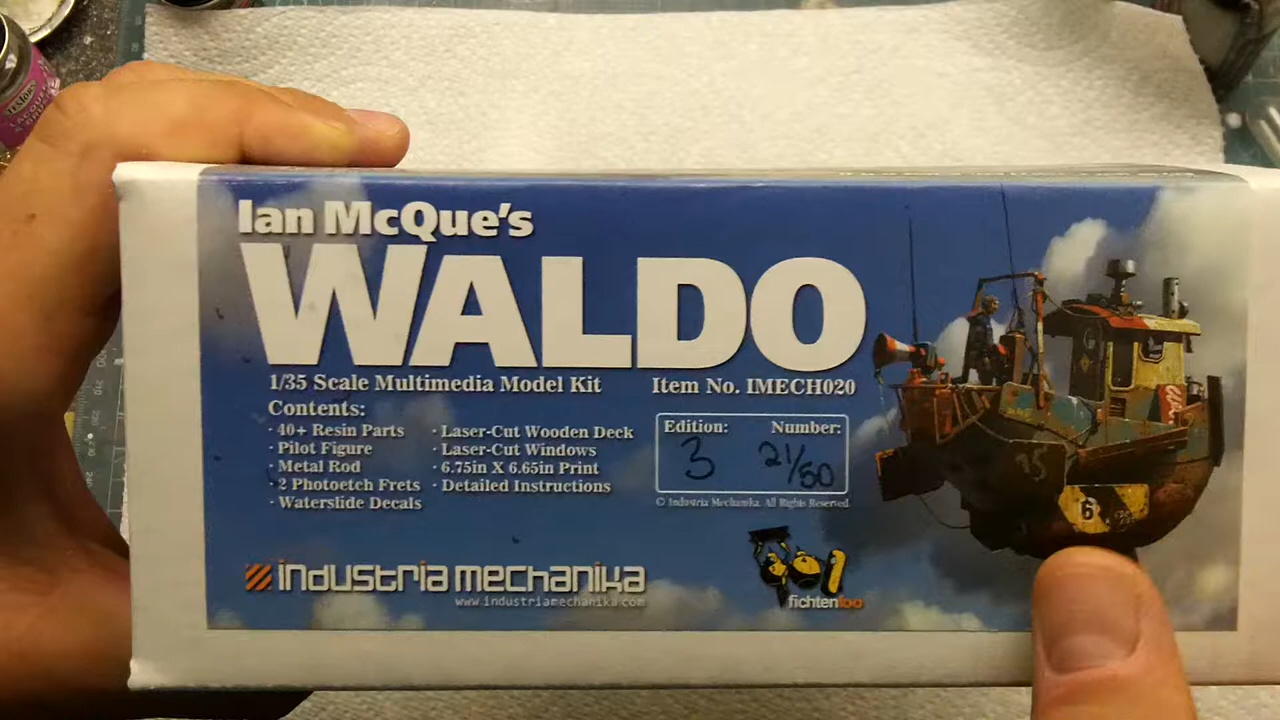 Ian McQue's
WALDO
1/35 Scale Multimedia Model Kit
Item No. IMECH020
Contents:
· 40+ Resin Parts
· Pilot Figure
· Metal Rod
· 2 Photoetch Frets
· Waterslide Decals
· Laser-Cut Wooden Deck
· Laser-Cut Windows
· 6.75in X 6.65in Print
· Detailed Instructions
Edition: Number:
3 21/50
© Industria Mechanika. All Rights Reserved.
industria mechanika
www.industriamechanika.com
fichtenfoo
6